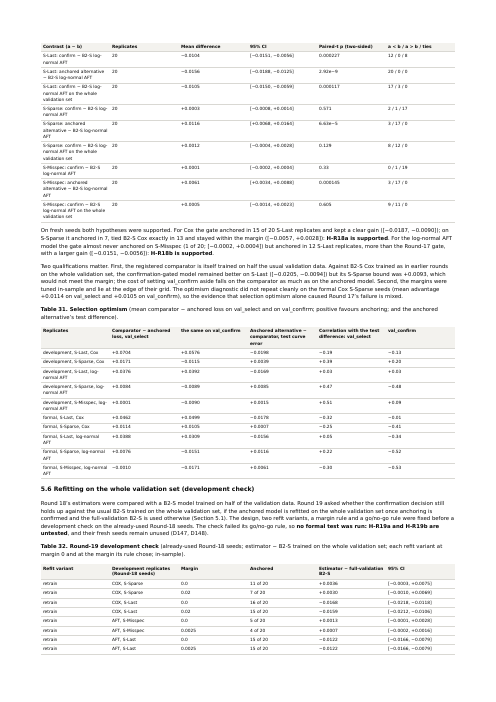 Contrast (a − b) Replicates Mean difference 95% CI Paired-t p (two-sided) a < b / a > b / ties
S-Last: confirm − B2-S log- 20 −0.0104 [−0.0151, −0.0056] 0.000227 12 / 0 / 8
normal AFT
S-Last: anchored alternative 20 −0.0156 [−0.0188, −0.0125] 2.92e−9 20 / 0 / 0
− B2-S log-normal AFT
S-Last: confirm − B2-S log- 20 −0.0105 [−0.0150, −0.0059] 0.000117 17 / 3 / 0
normal AFT on the whole
validation set
S-Sparse: confirm − B2-S log- 20 +0.0003 [−0.0008, +0.0014] 0.571 2 / 1 / 17
normal AFT
S-Sparse: anchored 20 +0.0116 [+0.0068, +0.0164] 6.63e−5 3 / 17 / 0
alternative − B2-S log-normal
AFT
S-Sparse: confirm − B2-S log- 20 +0.0012 [−0.0004, +0.0028] 0.129 8 / 12 / 0
normal AFT on the whole
validation set
S-Misspec: confirm − B2-S 20 +0.0001 [−0.0002, +0.0004] 0.33 0 / 1 / 19
log-normal AFT
S-Misspec: anchored 20 +0.0061 [+0.0034, +0.0088] 0.000145 3 / 17 / 0
alternative − B2-S log-normal
AFT
S-Misspec: confirm − B2-S 20 +0.0005 [−0.0014, +0.0023] 0.605 9 / 11 / 0
log-normal AFT on the whole
validation set
On fresh seeds both hypotheses were supported. For Cox the gate anchored in 15 of 20 S-Last replicates and kept a clear gain ([−0.0187, −0.0090]); on
S-Sparse it anchored in 7, tied B2-S Cox exactly in 13 and stayed within the margin ([−0.0057, +0.0028]): H-R18a is supported. For the log-normal AFT
model the gate almost never anchored on S-Misspec (1 of 20; [−0.0002, +0.0004]) but anchored in 12 S-Last replicates, more than the Round-17 gate,
with a larger gain ([−0.0151, −0.0056]): H-R18b is supported.
Two qualifications matter. First, the registered comparator is itself trained on half the usual validation data. Against B2-S Cox trained as in earlier rounds
on the whole validation set, the confirmation-gated model remained better on S-Last ([−0.0205, −0.0094]) but its S-Sparse bound was +0.0093, which
would not meet the margin; the cost of setting val_confirm aside falls on the comparator as much as on the anchored model. Second, the margins were
tuned in-sample and lie at the edge of their grid. The optimism diagnostic did not repeat cleanly on the formal Cox S-Sparse seeds (mean advantage
+0.0114 on val_select and +0.0105 on val_confirm), so the evidence that selection optimism alone caused Round 17's failure is mixed.
Table 31. Selection optimism (mean comparator − anchored loss on val_select and on val_confirm; positive favours anchoring; and the anchored
alternative's test difference).
Replicates Comparator − anchored the same on val_confirm Anchored alternative − Correlation with the test val_confirm
loss, val_select comparator, test curve difference: val_select
error
development, S-Last, Cox +0.0704 +0.0576 −0.0198 −0.19 −0.13
development, S-Sparse, Cox +0.0171 −0.0115 +0.0039 +0.39 +0.20
development, S-Last, log- +0.0376 +0.0392 −0.0169 +0.03 +0.03
normal AFT
development, S-Sparse, log- +0.0084 −0.0089 +0.0085 +0.47 −0.48
normal AFT
development, S-Misspec, log- +0.0001 −0.0090 +0.0015 +0.51 +0.09
normal AFT
formal, S-Last, Cox +0.0462 +0.0499 −0.0178 −0.32 −0.01
formal, S-Sparse, Cox +0.0114 +0.0105 +0.0007 −0.25 −0.41
formal, S-Last, log-normal +0.0388 +0.0309 −0.0156 +0.05 −0.34
AFT
formal, S-Sparse, log-normal +0.0076 −0.0151 +0.0116 +0.22 −0.52
AFT
formal, S-Misspec, log-normal −0.0010 −0.0171 +0.0061 −0.30 −0.53
AFT
5.6 Refitting on the whole validation set (development check)
Round 18's estimators were compared with a B2-S model trained on half of the validation data. Round 19 asked whether the confirmation decision still
holds up against the usual B2-S trained on the whole validation set, if the anchored model is refitted on the whole validation set once anchoring is
confirmed and the full-validation B2-S is used otherwise (Section 5.1). The design, two refit variants, a margin rule and a go/no-go rule were fixed before a
development check on the already-used Round-18 seeds. The check failed its go/no-go rule, so no formal test was run: H-R19a and H-R19b are
untested, and their fresh seeds remain unused (D147, D148).
Table 32. Round-19 development check (already-used Round-18 seeds; estimator − B2-S trained on the whole validation set; each refit variant at
margin 0 and at the margin its rule chose; in-sample).
Refit variant Development replicates Margin Anchored Estimator − full-validation 95% CI
(Round-18 seeds) B2-S
retrain COX, S-Sparse 0.0 11 of 20 +0.0036 [−0.0003, +0.0075]
retrain COX, S-Sparse 0.02 7 of 20 +0.0030 [−0.0010, +0.0069]
retrain COX, S-Last 0.0 16 of 20 −0.0168 [−0.0218, −0.0118]
retrain COX, S-Last 0.02 15 of 20 −0.0159 [−0.0212, −0.0106]
retrain AFT, S-Misspec 0.0 5 of 20 +0.0013 [−0.0001, +0.0028]
retrain AFT, S-Misspec 0.0025 4 of 20 +0.0007 [−0.0002, +0.0016]
retrain AFT, S-Last 0.0 15 of 20 −0.0122 [−0.0166, −0.0079]
retrain AFT, S-Last 0.0025 15 of 20 −0.0122 [−0.0166, −0.0079]